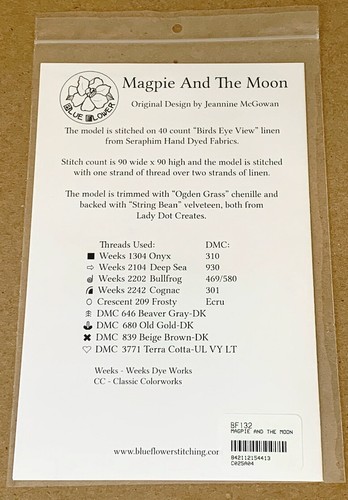 BLUE FLOWER
Magpie And The Moon
Original Design by Jeannine McGowan
The model is stitched on 40 count "Birds Eye View" linen
from Seraphim Hand Dyed Fabrics.
Stitch count is 90 wide x 90 high and the model is stitched
with one strand of thread over two strands of linen.
The model is trimmed with "Ogden Grass" chenille and
backed with "String Bean" velveteen, both from
Lady Dot Creates.
Threads Used: DMC:
Weeks 1304 Onyx 310
Weeks 2104 Deep Sea 930
Weeks 2202 Bullfrog 469/580
Weeks 2242 Cognac 301
Crescent 209 Frosty Ecru
DMC 646 Beaver Gray-DK
DMC 680 Old Gold-DK
DMC 839 Beige Brown-DK
DMC 3771 Terra Cotta-UL VY LT
Weeks - Weeks Dye Works
CC - Classic Colorworks
www.blueflowerstitching.com
BF132
MAGPIE AND THE MOON
842112154413
D025A04